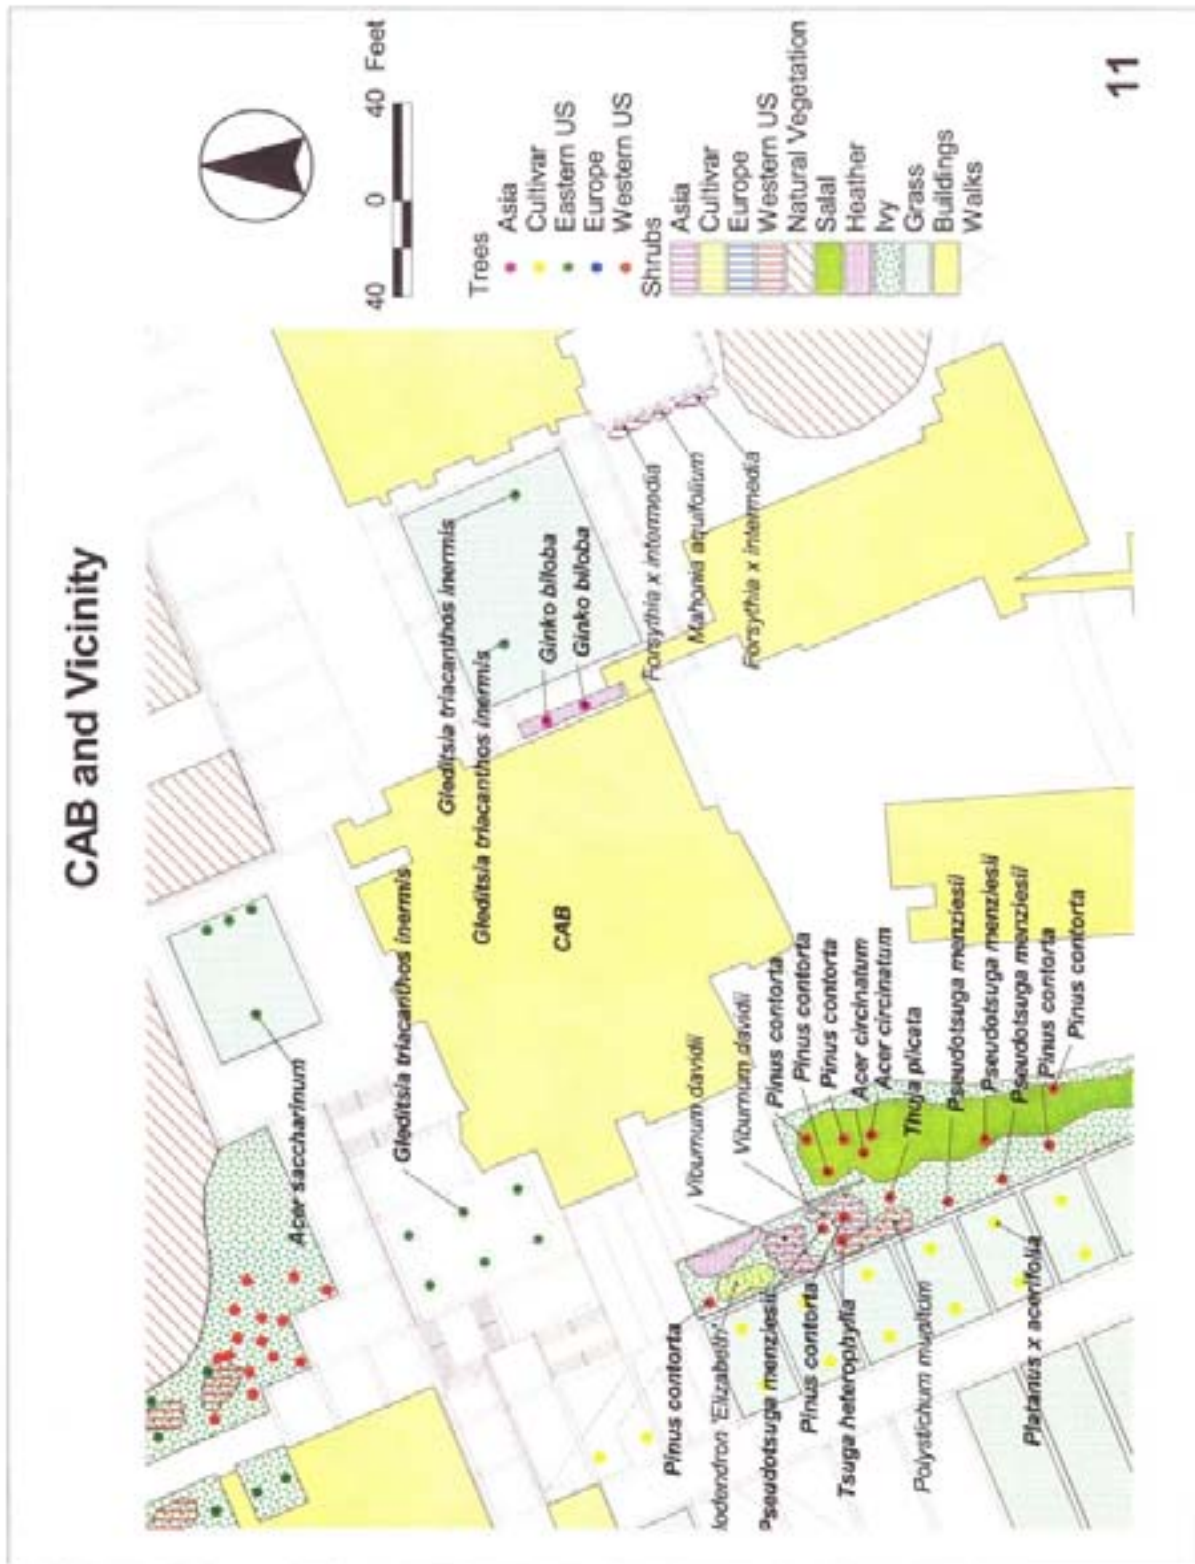 CAB and Vicinity
40 0 40 Feet
Trees
Asia
Cultivar
Eastern US
Europe
Western US
Shrubs
Asia
Cultivar
Europe
Western US
Natural Vegetation
Salal
Heather
Ivy
Grass
Buildings
Walks
11
Acer saccharinum
Gleditsia triacanthos inermis
Gleditsia triacanthos inermis
Gleditsia triacanthos inermis
Ginko biloba
Ginko biloba
CAB
Forsythia x intermedia
Mahonia aquifolium
Forsythia x intermedia
Viburnum davidii
Viburnum davidii
Pinus contorta
Pinus contorta
Pinus contorta
Acer circinatum
Acer circinatum
Thuja plicata
Pseudotsuga menziesii
Pseudotsuga menziesii
Pseudotsuga menziesii
Pinus contorta
Pinus contorta
Pinus contorta
lodendron 'Elizabeth'
Pseudotsuga menziesii
Pinus contorta
Tsuga heterophylla
Polystichum munitum
Platanus x acerifolia